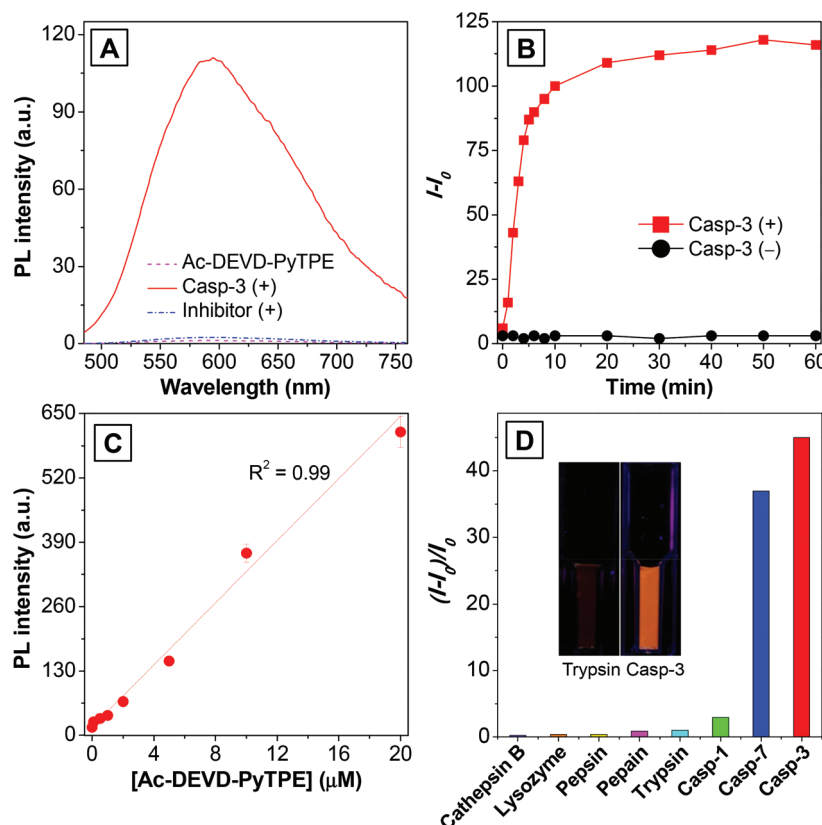 A
PL intensity (a.u.)
120
90
60
30
0
Ac-DEVD-PyTPE
Casp-3 (+)
Inhibitor (+)
500 550 600 650 700 750
Wavelength (nm)
B
I-I0
125
100
75
50
25
0
Casp-3 (+)
Casp-3 (–)
0 10 20 30 40 50 60
Time (min)
C
PL intensity (a.u.)
650
520
390
260
130
0
R² = 0.99
0 4 8 12 16 20
[Ac-DEVD-PyTPE] (μM)
D
(I-I0)/I0
40
30
20
10
0
Trypsin Casp-3
Cathepsin B
Lysozyme
Pepsin
Pepain
Trypsin
Casp-1
Casp-7
Casp-3